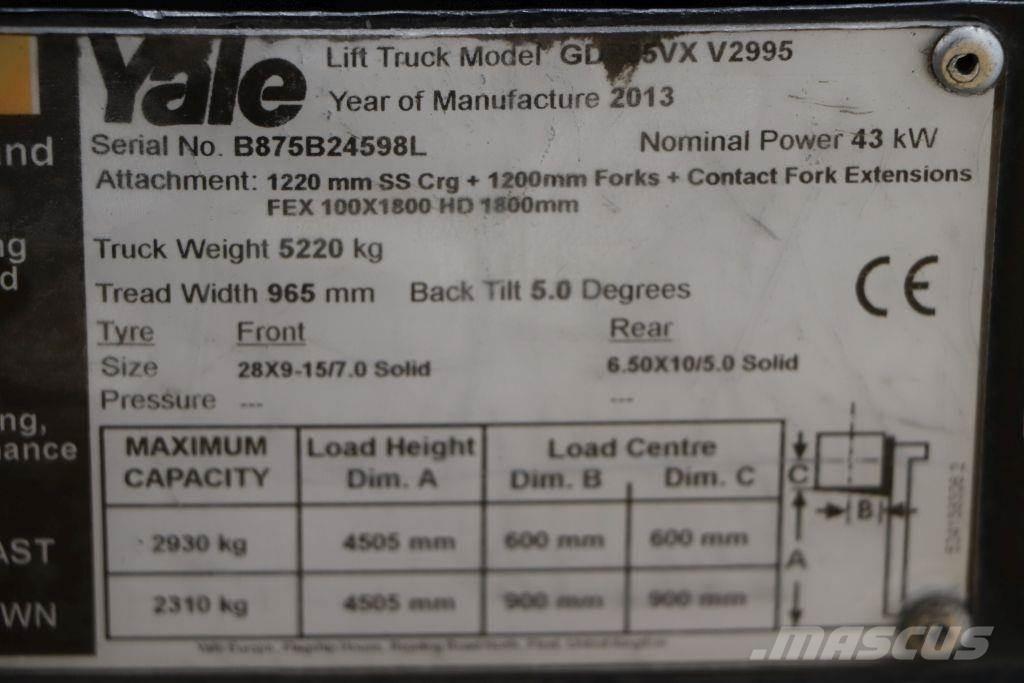 Yale
Lift Truck Model GD 5VX V2995
Year of Manufacture 2013
Serial No. B875B24598L Nominal Power 43 kW
Attachment: 1220 mm SS Crg + 1200mm Forks + Contact Fork Extensions
FEX 100X1800 HD 1800mm
Truck Weight 5220 kg
Tread Width 965 mm Back Tilt 5.0 Degrees
CE
Tyre Front Rear
Size 28X9-15/7.0 Solid 6.50X10/5.0 Solid
Pressure --- ---
MAXIMUM CAPACITY Load Height Dim. A Load Centre Dim. B Dim. C
2930 kg 4505 mm 600 mm 600 mm
2310 kg 4505 mm 900 mm 900 mm
C
B
A
and
ng
d
ng,
nance
AST
WN
MASCUS